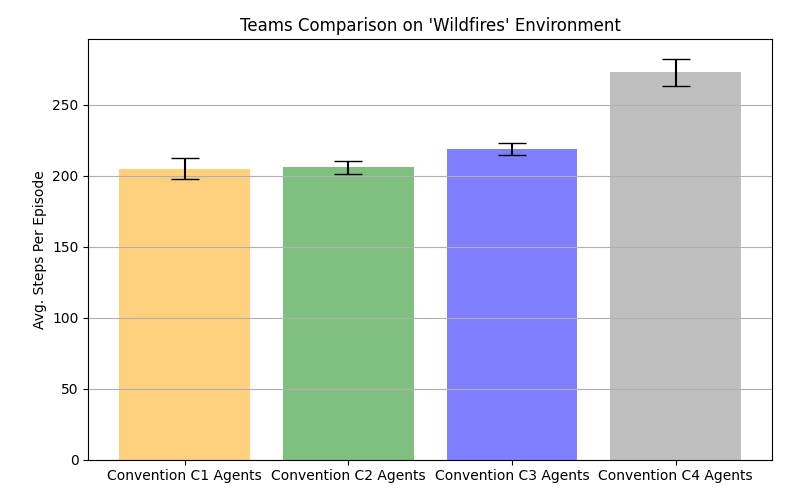 Teams Comparison on 'Wildfires' Environment
Avg. Steps Per Episode
250
200
150
100
50
0
Convention C1 Agents Convention C2 Agents Convention C3 Agents Convention C4 Agents